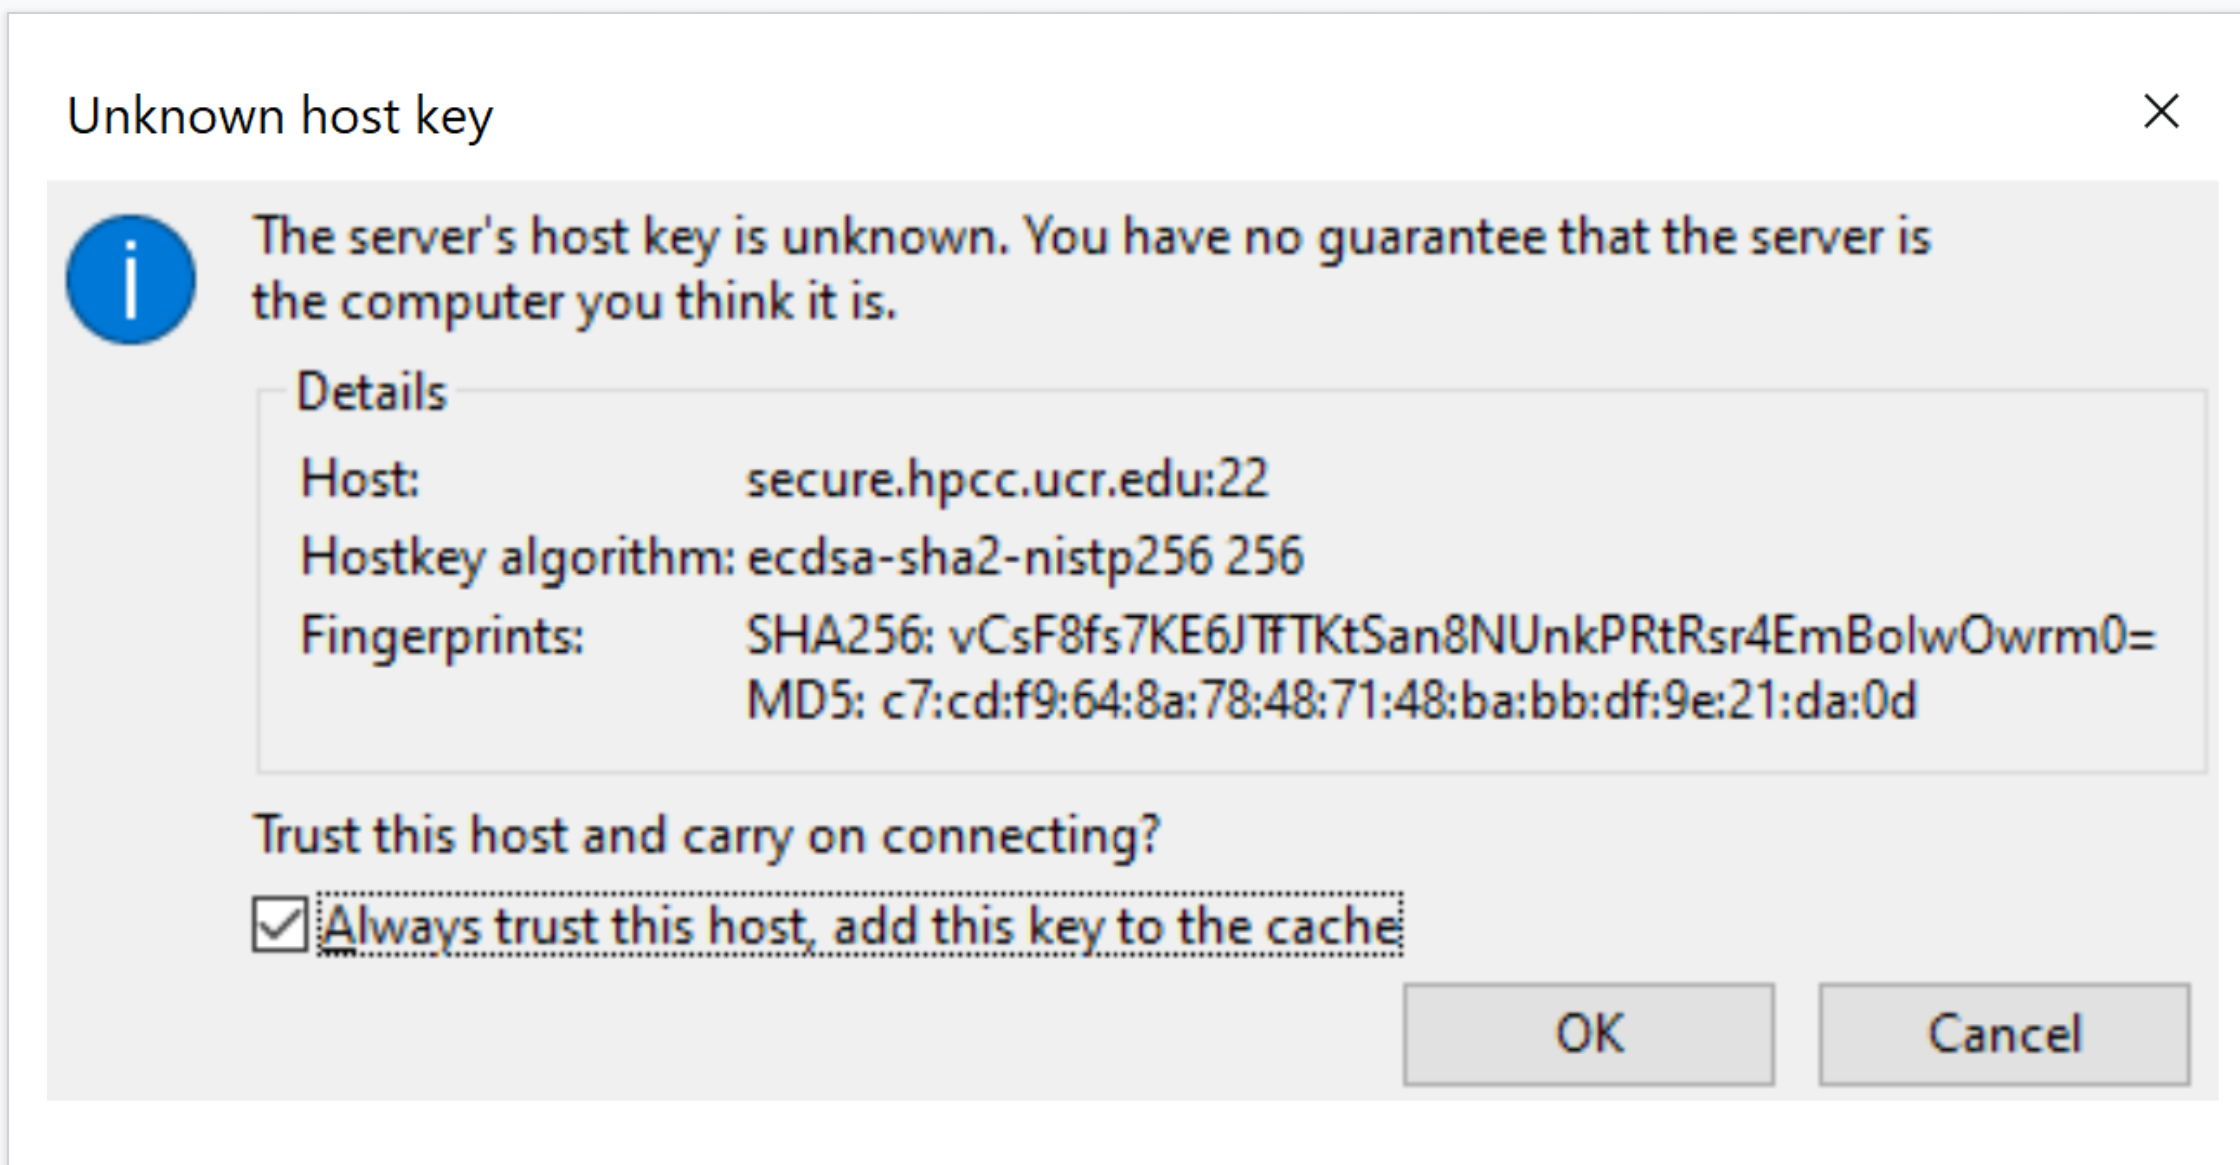 Unknown host key
The server's host key is unknown. You have no guarantee that the server is
the computer you think it is.
Details
Host: secure.hpcc.ucr.edu:22
Hostkey algorithm: ecdsa-sha2-nistp256 256
Fingerprints: SHA256: vCsF8fs7KE6JTfTKtSan8NUnkPRtRsr4EmBolwOwrm0=
MD5: c7:cd:f9:64:8a:78:48:71:48:ba:bb:df:9e:21:da:0d
Trust this host and carry on connecting?
Always trust this host, add this key to the cache
OK Cancel